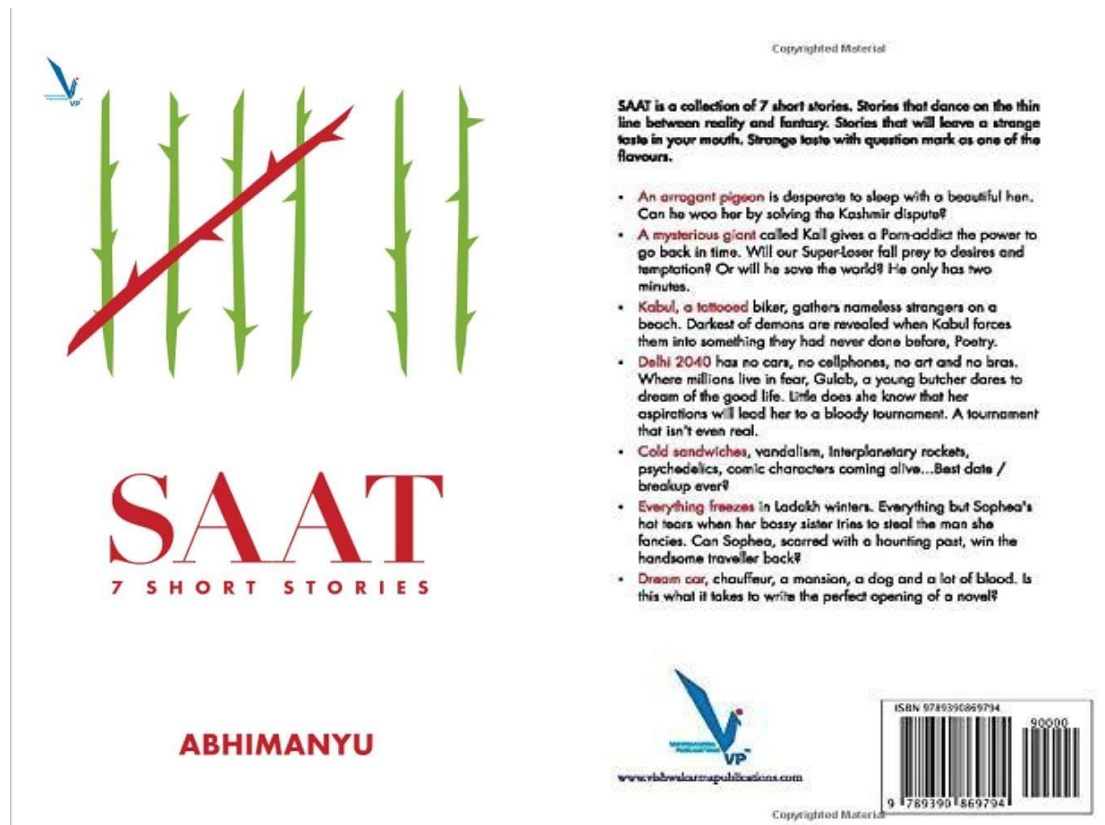 VP
SAAT
7 SHORT STORIES
ABHIMANYU
Copyrighted Material
SAAT is a collection of 7 short stories. Stories that dance on the thin
line between reality and fantasy. Stories that will leave a strange
taste in your mouth. Strange taste with question mark as one of the
flavours.
• An arrogant pigeon is desperate to sleep with a beautiful hen.
Can he woo her by solving the Kashmir dispute?
• A mysterious giant called Kall gives a Porn-addict the power to
go back in time. Will our Super-Loser fall prey to desires and
temptation? Or will he save the world? He only has two
minutes.
• Kabul, a tattooed biker, gathers nameless strangers on a
beach. Darkest of demons are revealed when Kabul forces
them into something they had never done before, Poetry.
• Delhi 2040 has no cars, no cellphones, no art and no bras.
Where millions live in fear, Gulab, a young butcher dares to
dream of the good life. Little does she know that her
aspirations will lead her to a bloody tournament. A tournament
that isn't even real.
• Cold sandwiches, vandalism, Interplanetary rockets,
psychedelics, comic characters coming alive...Best date /
breakup ever?
• Everything freezes in Ladakh winters. Everything but Sophea's
hot tears when her bossy sister tries to steal the man she
fancies. Can Sophea, scarred with a haunting past, win the
handsome traveller back?
• Dream car, chauffeur, a mansion, a dog and a lot of blood. Is
this what it takes to write the perfect opening of a novel?
VP
www.vishwakarmapublications.com
ISBN 9789390869794
90000
9 789390 869794
Copyrighted Material